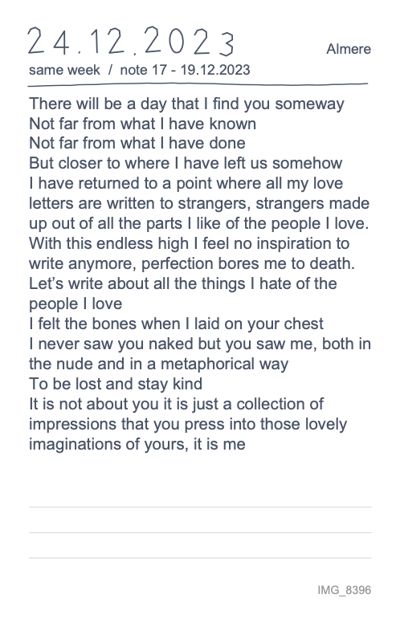 24.12.2023
Almere
same week / note 17 - 19.12.2023
There will be a day that I find you someway
Not far from what I have known
Not far from what I have done
But closer to where I have left us somehow
I have returned to a point where all my love
letters are written to strangers, strangers made
up out of all the parts I like of the people I love.
With this endless high I feel no inspiration to
write anymore, perfection bores me to death.
Let’s write about all the things I hate of the
people I love
I felt the bones when I laid on your chest
I never saw you naked but you saw me, both in
the nude and in a metaphorical way
To be lost and stay kind
It is not about you it is just a collection of
impressions that you press into those lovely
imaginations of yours, it is me
IMG_8396